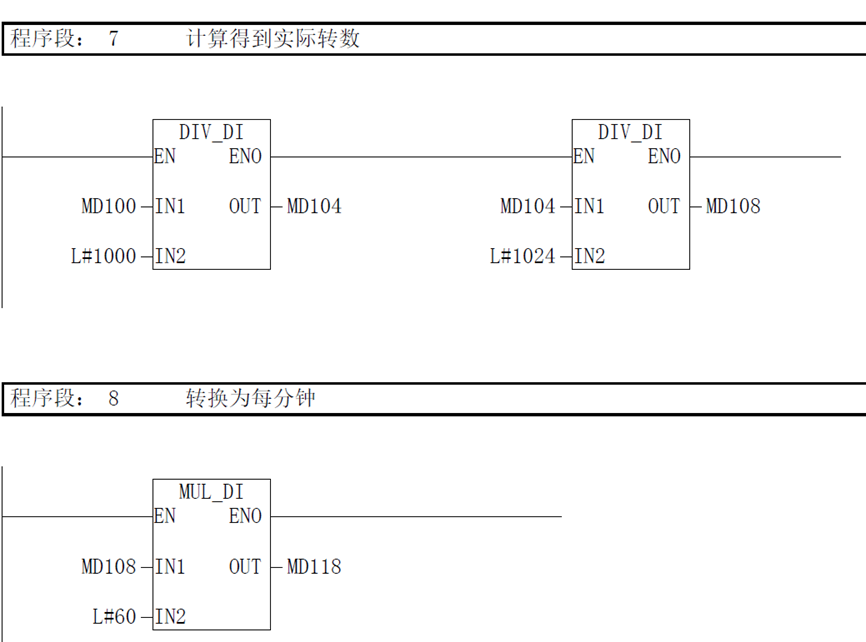 程序段： 7 计算得到实际转数
DIV_DI DIV_DI
EN ENO EN ENO
MD100 IN1 OUT MD104 MD104 IN1 OUT MD108
L#1000 IN2 L#1024 IN2
程序段： 8 转换为每分钟
MUL_DI
EN ENO
MD108 IN1 OUT MD118
L#60 IN2